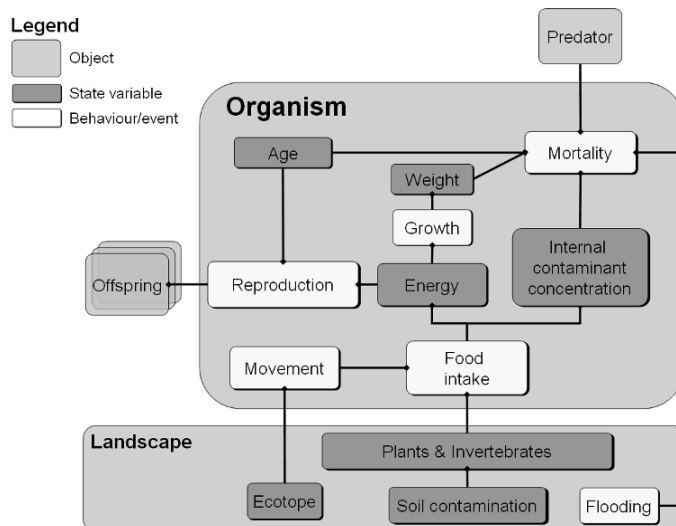 Legend
Object
State variable
Behaviour/event
Predator
Organism
Age
Mortality
Weight
Growth
Internal
contaminant
concentration
Offspring
Reproduction
Energy
Movement
Food
intake
Landscape
Plants & Invertebrates
Ecotope
Soil contamination
Flooding